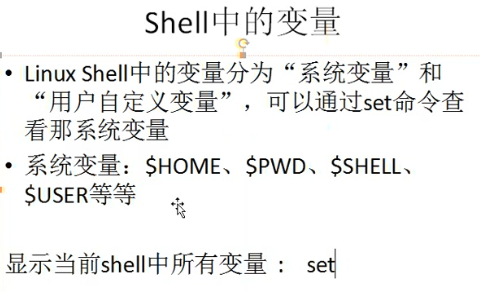 Shell中的变量
• Linux Shell中的变量分为“系统变量”和
“用户自定义变量”，可以通过set命令查
看那系统变量
• 系统变量：$HOME、$PWD、$SHELL、
$USER等等
显示当前shell中所有变量： set